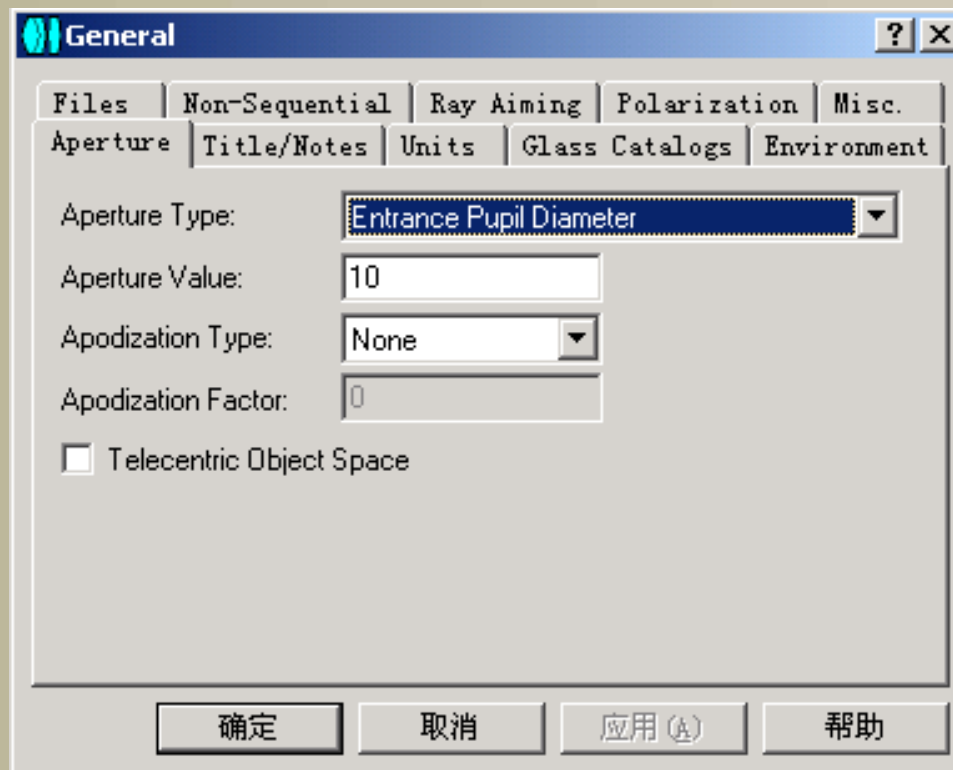 General
Files Non-Sequential Ray Aiming Polarization Misc.
Aperture Title/Notes Units Glass Catalogs Environment
Aperture Type: Entrance Pupil Diameter
Aperture Value: 10
Apodization Type: None
Apodization Factor: 0
Telecentric Object Space
确定 取消 应用(A) 帮助